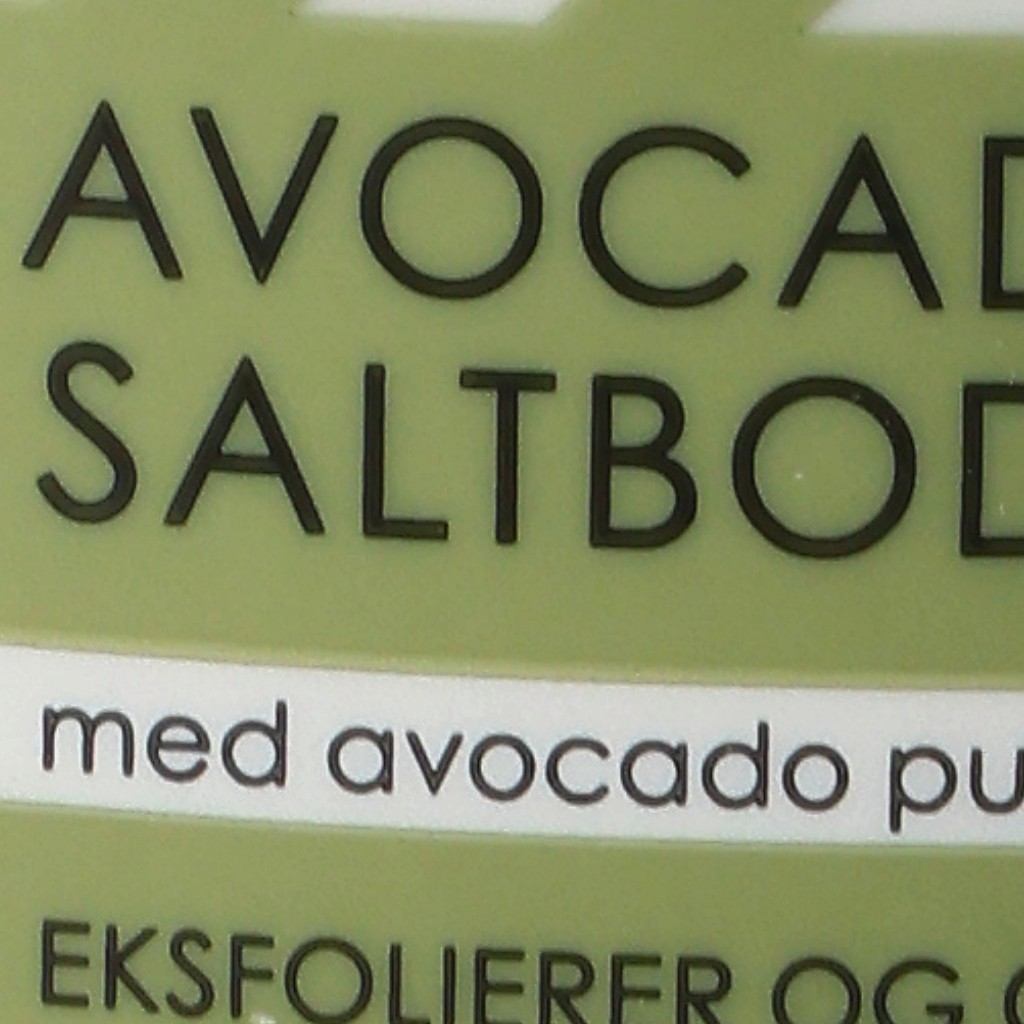 AVOCAD
SALTBOD
med avocado pu
EKSFOLIERER OG